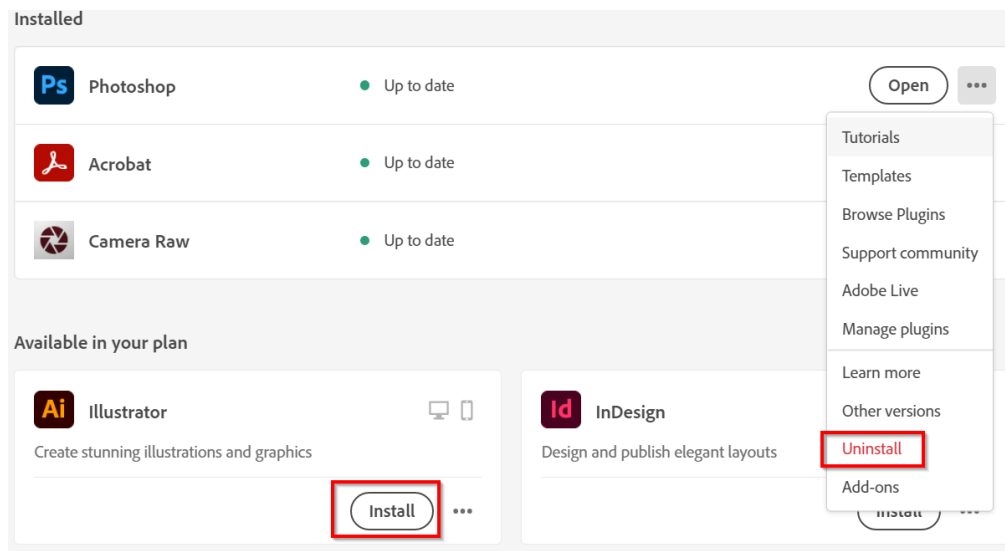 Installed
Ps Photoshop Up to date Open
Tutorials
Acrobat Up to date
Templates
Browse Plugins
Camera Raw Up to date
Support community
Adobe Live
Manage plugins
Available in your plan
Learn more
Ai Illustrator
Id InDesign
Other versions
Create stunning illustrations and graphics
Design and publish elegant layouts
Uninstall
Add-ons
Install
Install